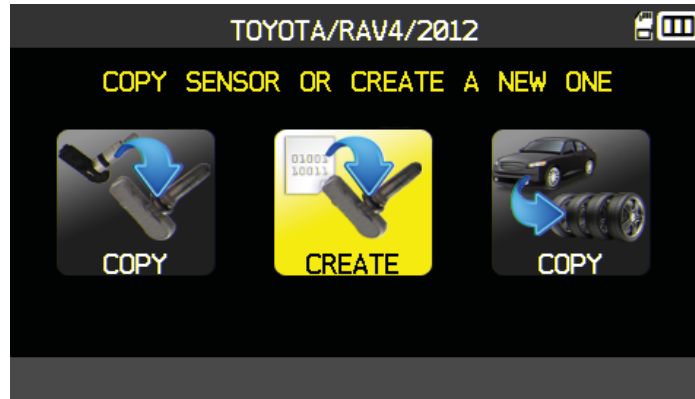 TOYOTA/RAV4/2012
COPY SENSOR OR CREATE A NEW ONE
01001
10011
COPY
CREATE
COPY